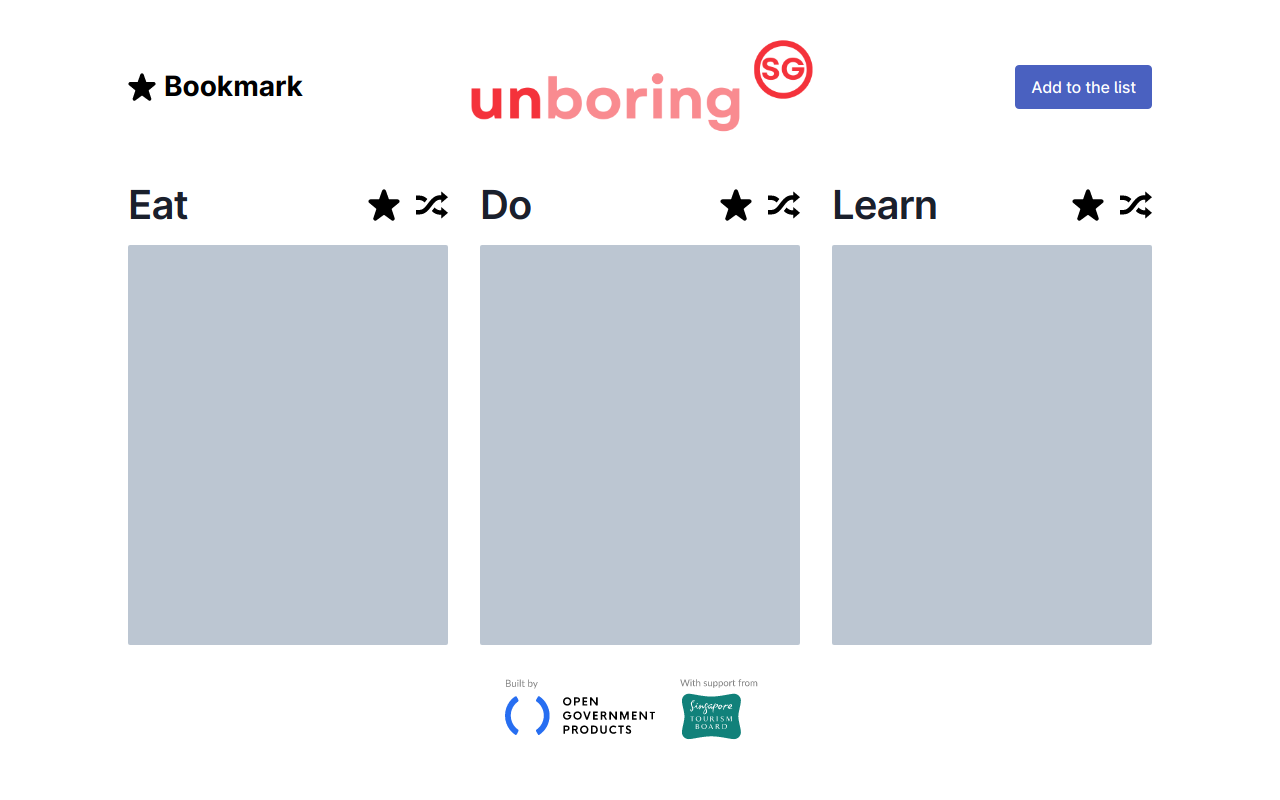 Bookmark
unboring SG
Add to the list
Eat
Do
Learn
Built by
OPEN
GOVERNMENT
PRODUCTS
With support from
Singapore
TOURISM
BOARD